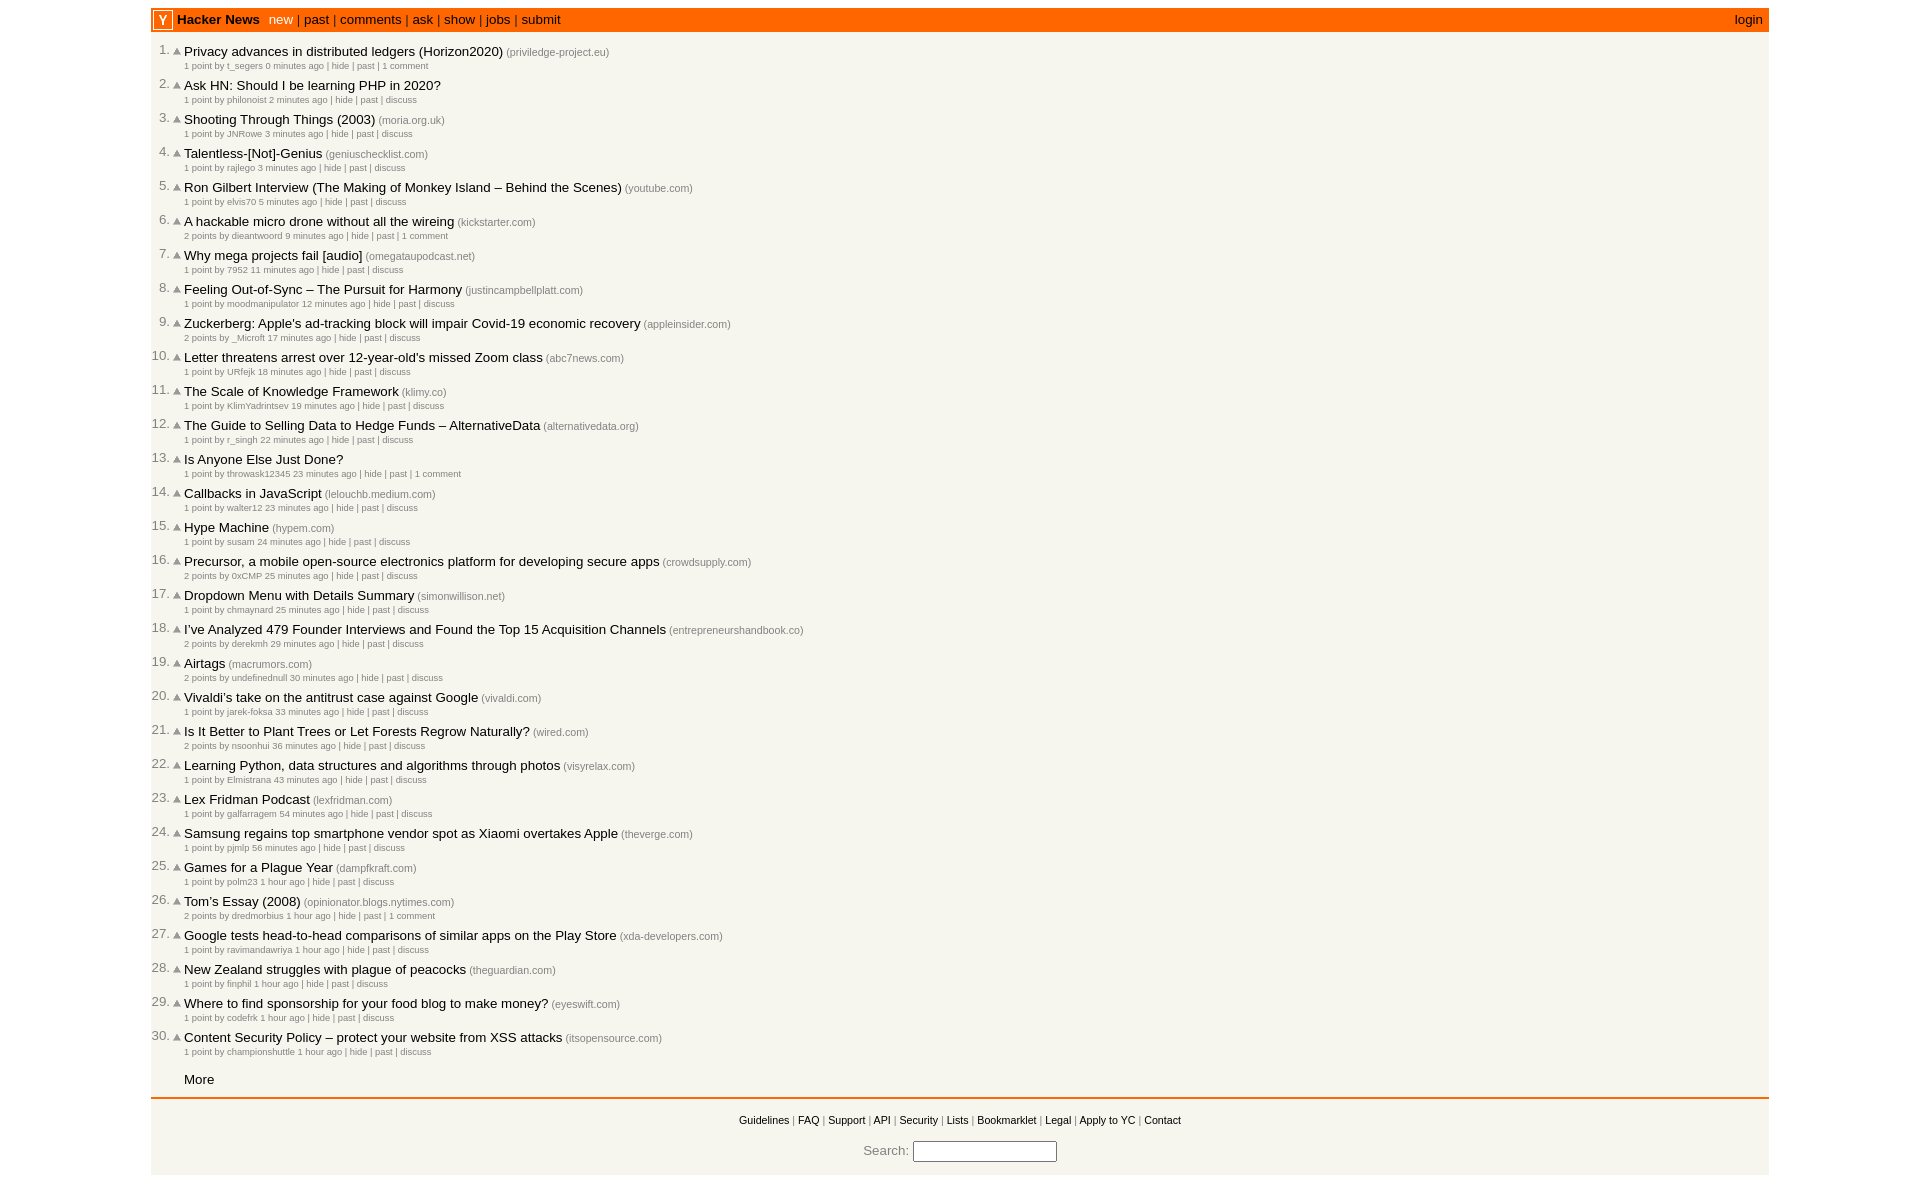 Y Hacker News new | past | comments | ask | show | jobs | submit login
1. Privacy advances in distributed ledgers (Horizon2020) (priviledge-project.eu)
1 point by t_segers 0 minutes ago | hide | past | 1 comment
2. Ask HN: Should I be learning PHP in 2020?
1 point by philonoist 2 minutes ago | hide | past | discuss
3. Shooting Through Things (2003) (moria.org.uk)
1 point by JNRowe 3 minutes ago | hide | past | discuss
4. Talentless-[Not]-Genius (geniuschecklist.com)
1 point by rajlego 3 minutes ago | hide | past | discuss
5. Ron Gilbert Interview (The Making of Monkey Island – Behind the Scenes) (youtube.com)
1 point by elvis70 5 minutes ago | hide | past | discuss
6. A hackable micro drone without all the wireing (kickstarter.com)
2 points by dieantwoord 9 minutes ago | hide | past | 1 comment
7. Why mega projects fail [audio] (omegataupodcast.net)
1 point by 7952 11 minutes ago | hide | past | discuss
8. Feeling Out-of-Sync – The Pursuit for Harmony (justincampbellplatt.com)
1 point by moodmanipulator 12 minutes ago | hide | past | discuss
9. Zuckerberg: Apple's ad-tracking block will impair Covid-19 economic recovery (appleinsider.com)
2 points by _Microft 17 minutes ago | hide | past | discuss
10. Letter threatens arrest over 12-year-old's missed Zoom class (abc7news.com)
1 point by URfejk 18 minutes ago | hide | past | discuss
11. The Scale of Knowledge Framework (klimy.co)
1 point by KlimYadrintsev 19 minutes ago | hide | past | discuss
12. The Guide to Selling Data to Hedge Funds – AlternativeData (alternativedata.org)
1 point by r_singh 22 minutes ago | hide | past | discuss
13. Is Anyone Else Just Done?
1 point by throwask12345 23 minutes ago | hide | past | 1 comment
14. Callbacks in JavaScript (lelouchb.medium.com)
1 point by walter12 23 minutes ago | hide | past | discuss
15. Hype Machine (hypem.com)
1 point by susam 24 minutes ago | hide | past | discuss
16. Precursor, a mobile open-source electronics platform for developing secure apps (crowdsupply.com)
2 points by 0xCMP 25 minutes ago | hide | past | discuss
17. Dropdown Menu with Details Summary (simonwillison.net)
1 point by chmaynard 25 minutes ago | hide | past | discuss
18. I’ve Analyzed 479 Founder Interviews and Found the Top 15 Acquisition Channels (entrepreneurshandbook.co)
2 points by derekmh 29 minutes ago | hide | past | discuss
19. Airtags (macrumors.com)
2 points by undefinednull 30 minutes ago | hide | past | discuss
20. Vivaldi’s take on the antitrust case against Google (vivaldi.com)
1 point by jarek-foksa 33 minutes ago | hide | past | discuss
21. Is It Better to Plant Trees or Let Forests Regrow Naturally? (wired.com)
2 points by nsoonhui 36 minutes ago | hide | past | discuss
22. Learning Python, data structures and algorithms through photos (visyrelax.com)
1 point by Elmistrana 43 minutes ago | hide | past | discuss
23. Lex Fridman Podcast (lexfridman.com)
1 point by galfarragem 54 minutes ago | hide | past | discuss
24. Samsung regains top smartphone vendor spot as Xiaomi overtakes Apple (theverge.com)
1 point by pjmlp 56 minutes ago | hide | past | discuss
25. Games for a Plague Year (dampfkraft.com)
1 point by polm23 1 hour ago | hide | past | discuss
26. Tom’s Essay (2008) (opinionator.blogs.nytimes.com)
2 points by dredmorbius 1 hour ago | hide | past | 1 comment
27. Google tests head-to-head comparisons of similar apps on the Play Store (xda-developers.com)
1 point by ravimandawriya 1 hour ago | hide | past | discuss
28. New Zealand struggles with plague of peacocks (theguardian.com)
1 point by finphil 1 hour ago | hide | past | discuss
29. Where to find sponsorship for your food blog to make money? (eyeswift.com)
1 point by codefrk 1 hour ago | hide | past | discuss
30. Content Security Policy – protect your website from XSS attacks (itsopensource.com)
1 point by championshuttle 1 hour ago | hide | past | discuss
More
Guidelines | FAQ | Support | API | Security | Lists | Bookmarklet | Legal | Apply to YC | Contact
Search: